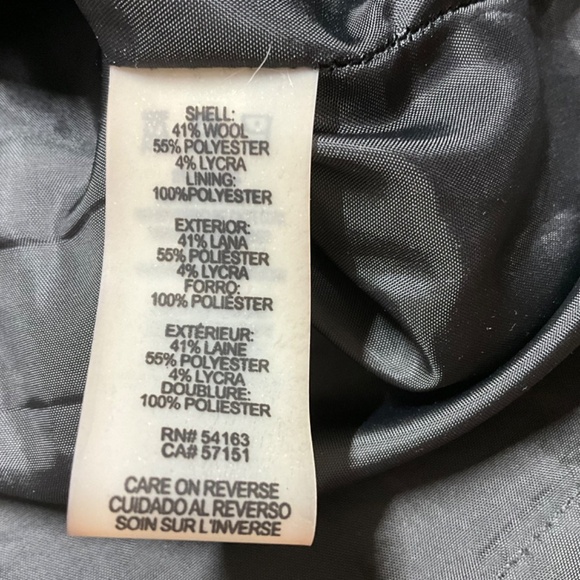 SHELL:
41% WOOL
55% POLYESTER
4% LYCRA
LINING:
100%POLYESTER
EXTERIOR:
41% LANA
55% POLIESTER
4% LYCRA
FORRO:
100% POLIESTER
EXTÉRIEUR:
41% LAINE
55% POLYESTER
4% LYCRA
DOUBLURE:
100% POLIESTER
RN# 54163
CA# 57151
CARE ON REVERSE
CUIDADO AL REVERSO
SOIN SUR L'INVERSE